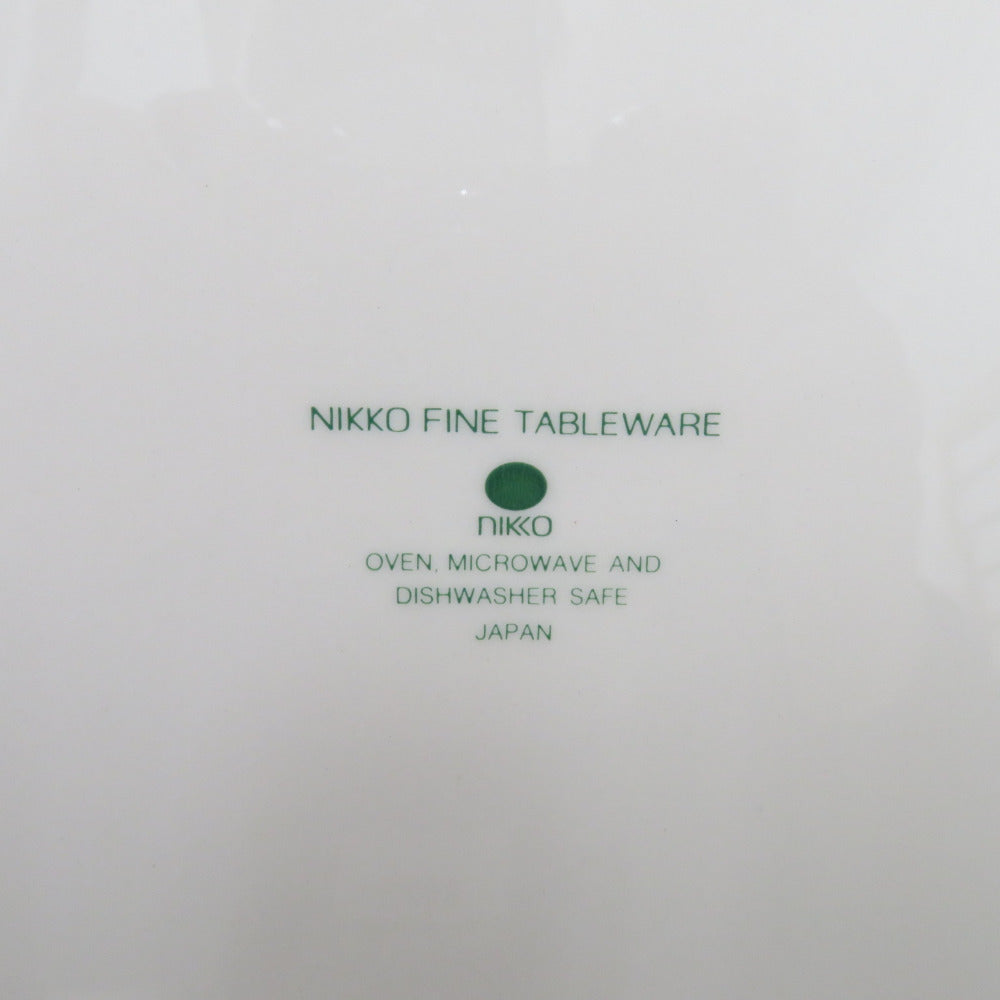 NIKKO FINE TABLEWARE
nikko
OVEN, MICROWAVE AND
DISHWASHER SAFE
JAPAN